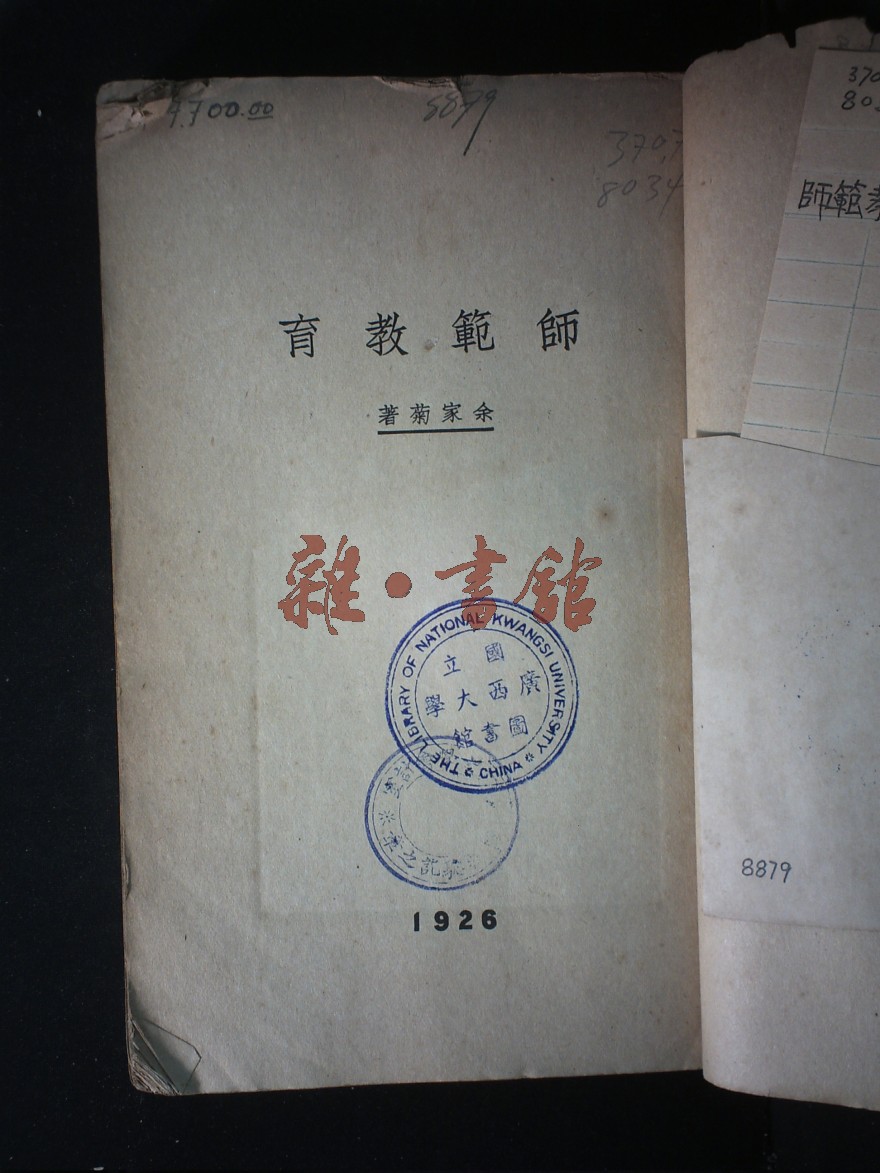 4.700.00
8879
370.7
8034
育教範師
著菊家余
雜•書館
THE LIBRARY OF NATIONAL KWANGSI UNIVERSITY
CHINA
國立
廣西大學
圖書館
1926
370
80
師範
8879